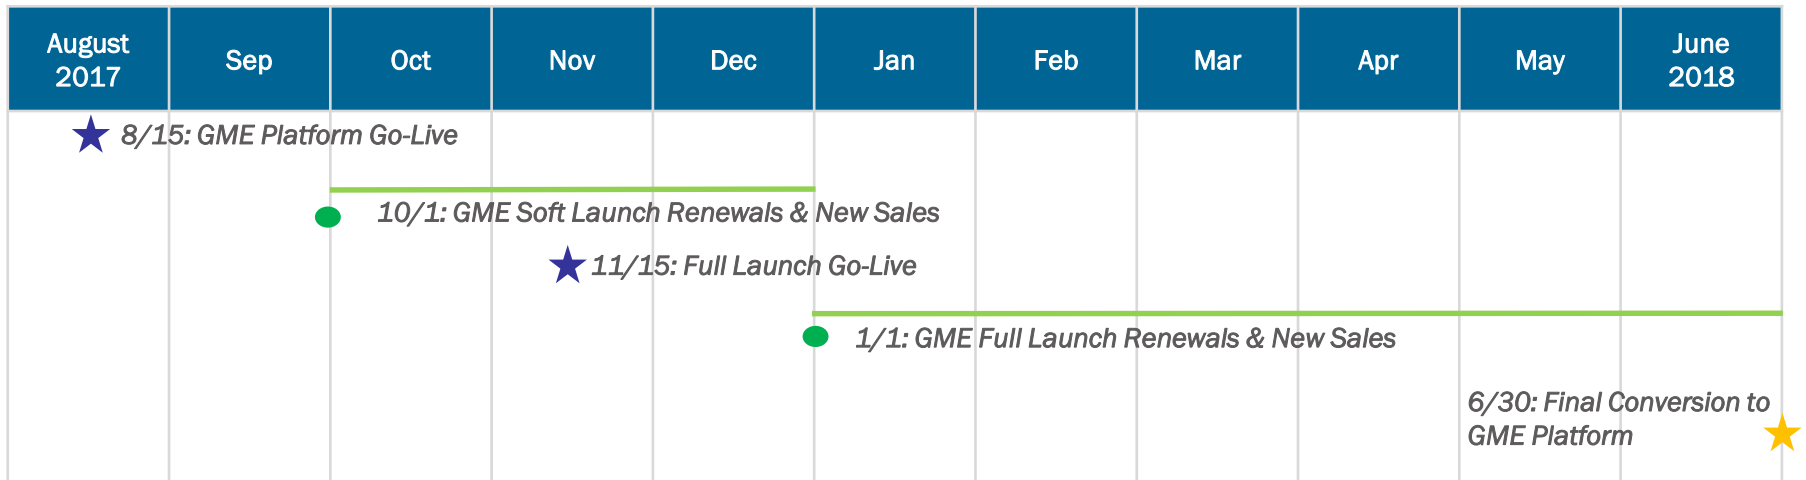 August
2017
Sep
Oct
Nov
Dec
Jan
Feb
Mar
Apr
May
June
2018
8/15: GME Platform Go-Live
10/1: GME Soft Launch Renewals & New Sales
11/15: Full Launch Go-Live
1/1: GME Full Launch Renewals & New Sales
6/30: Final Conversion to
GME Platform